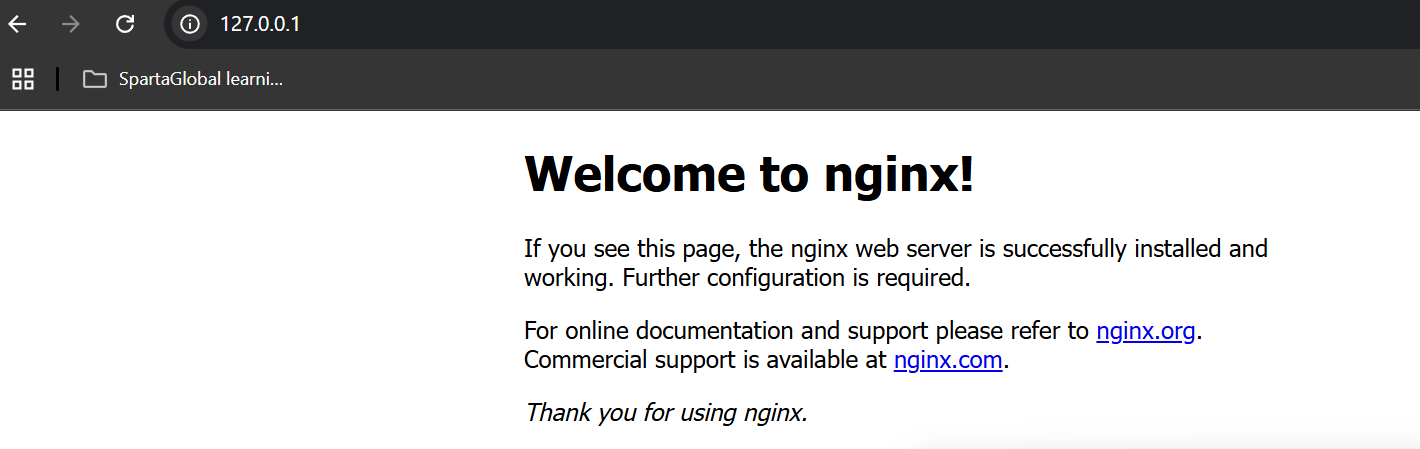 127.0.0.1
SpartaGlobal learni...
Welcome to nginx!
If you see this page, the nginx web server is successfully installed and
working. Further configuration is required.
For online documentation and support please refer to nginx.org.
Commercial support is available at nginx.com.
Thank you for using nginx.